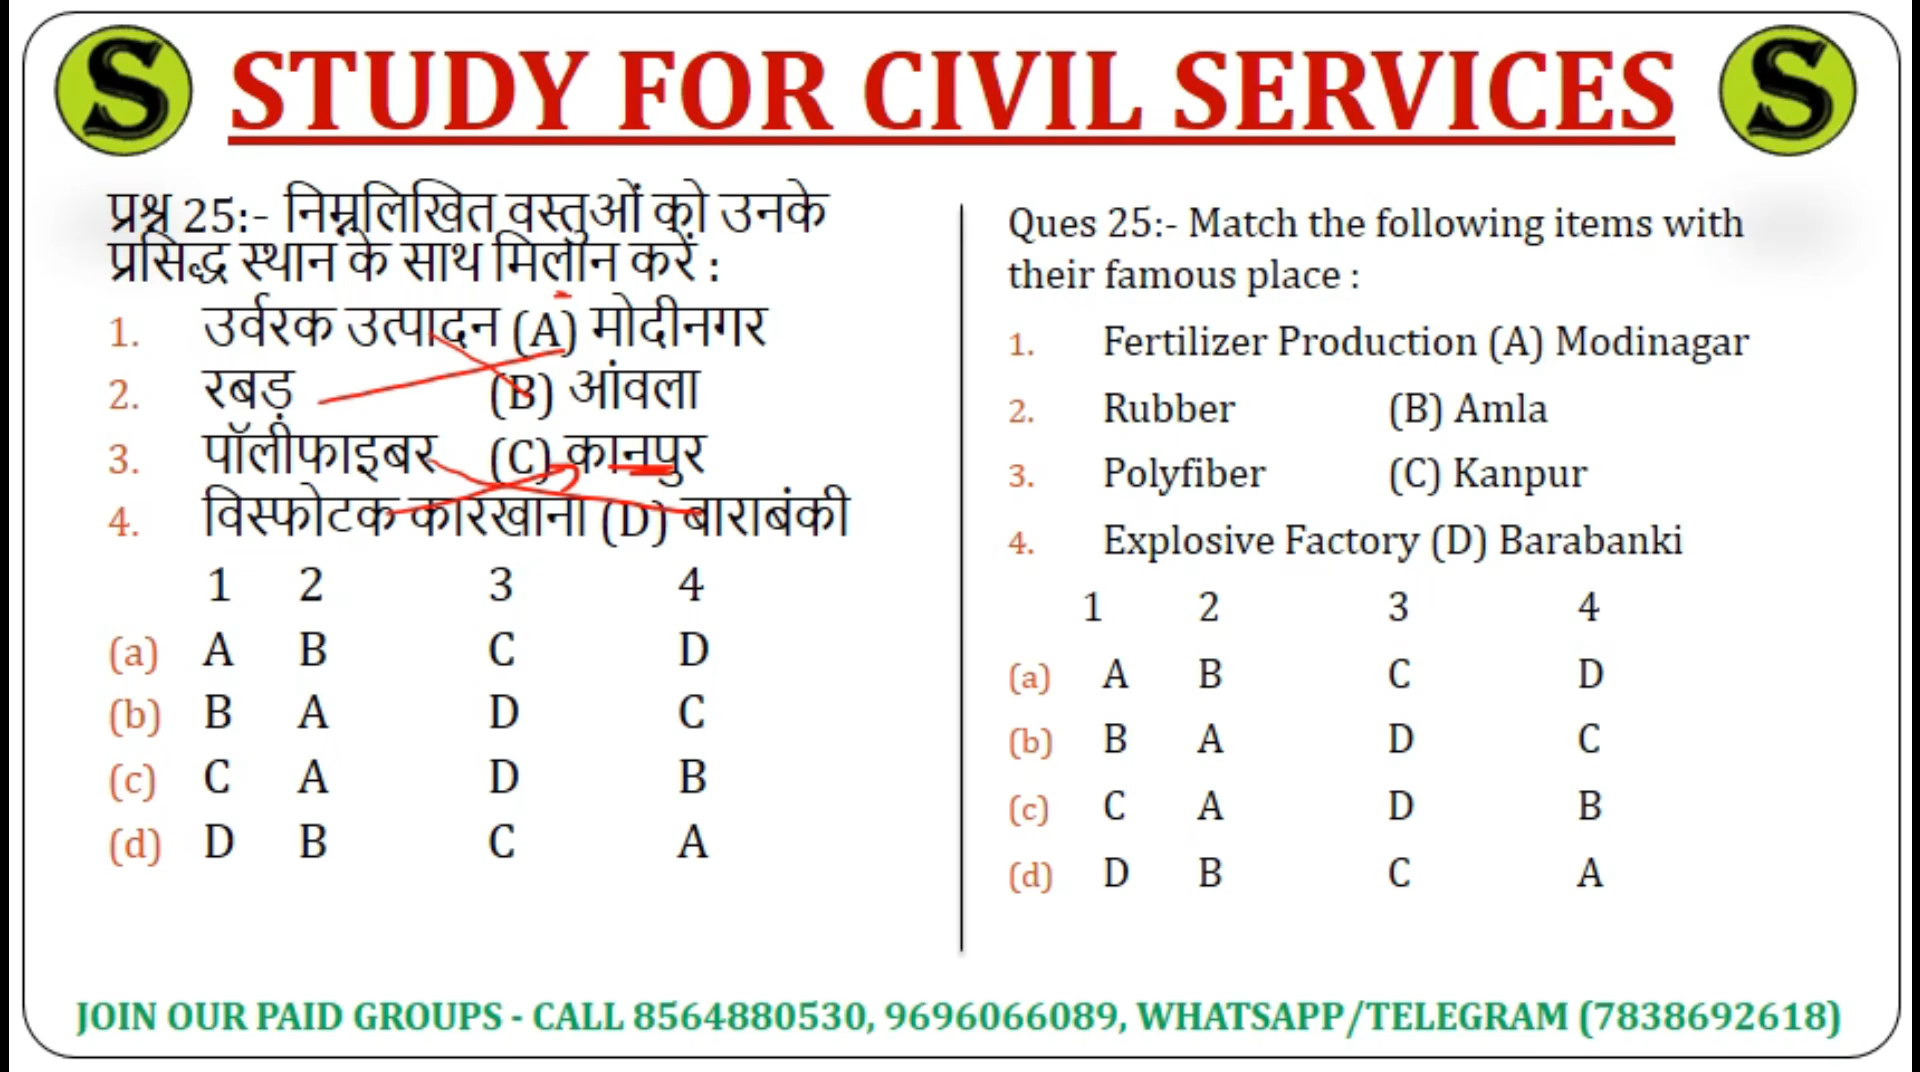 S STUDY FOR CIVIL SERVICES S
प्रश्न 25:- निम्नलिखित वस्तुओं को उनके
प्रसिद्ध स्थान के साथ मिलान करें :
1. उर्वरक उत्पादन (A) मोदीनगर
2. रबड़ (B) आंवला
3. पॉलीफाइबर (C) कानपुर
4. विस्फोटक कारखाना (D) बाराबंकी
1 2 3 4
(a) A B C D
(b) B A D C
(c) C A D B
(d) D B C A
Ques 25:- Match the following items with
their famous place :
1. Fertilizer Production (A) Modinagar
2. Rubber (B) Amla
3. Polyfiber (C) Kanpur
4. Explosive Factory (D) Barabanki
1 2 3 4
(a) A B C D
(b) B A D C
(c) C A D B
(d) D B C A
JOIN OUR PAID GROUPS - CALL 8564880530, 9696066089, WHATSAPP/TELEGRAM (7838692618)